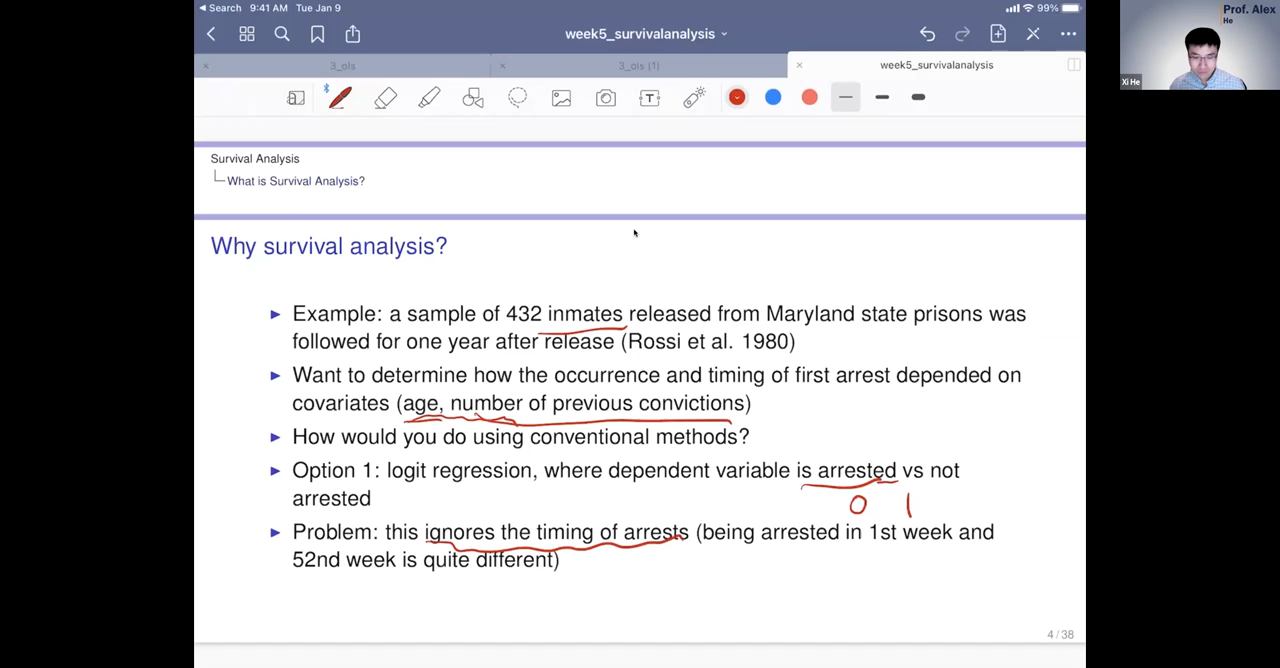 Search 9:41 AM Tue Jan 9
99%
week5_survivalanalysis
3_ols
3_ols (1)
week5_survivalanalysis
T
Survival Analysis
What is Survival Analysis?
Why survival analysis?
Example: a sample of 432 inmates released from Maryland state prisons was
followed for one year after release (Rossi et al. 1980)
Want to determine how the occurrence and timing of first arrest depended on
covariates (age, number of previous convictions)
How would you do using conventional methods?
Option 1: logit regression, where dependent variable is arrested vs not
arrested
0 1
Problem: this ignores the timing of arrests (being arrested in 1st week and
52nd week is quite different)
4 / 38
Prof. Alex
He
Xi He